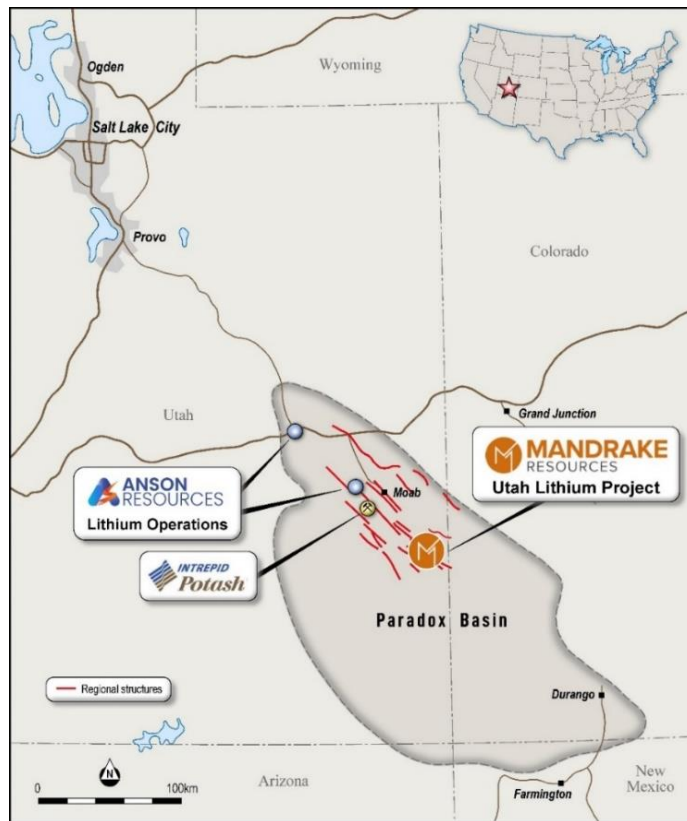 Ogden
Wyoming
Salt Lake City
Provo
Colorado
Utah
Grand Junction
MANDRAKE
RESOURCES
Utah Lithium Project
ANSON
RESOURCES
Lithium Operations
Moab
INTREPID
Potash
M
Paradox Basin
Regional structures
Durango
N
0
100km
Arizona
New
Mexico
Farmington